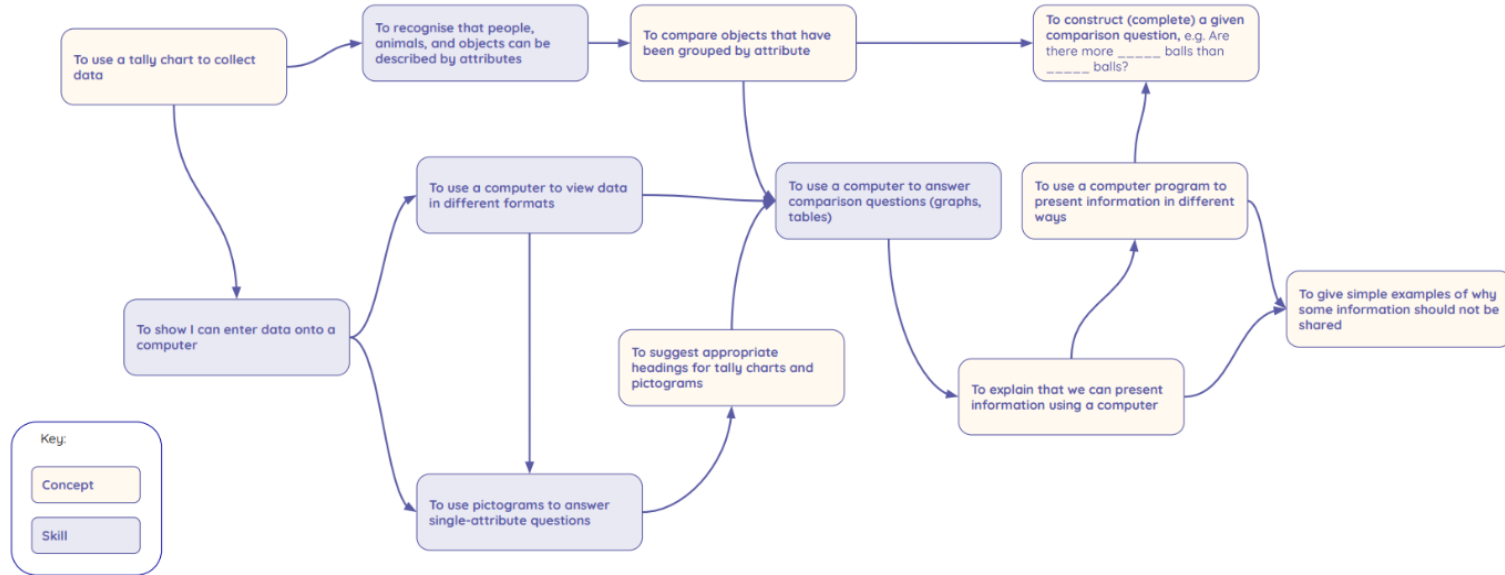 To use a tally chart to collect
data
To recognise that people,
animals, and objects can be
described by attributes
To compare objects that have
been grouped by attribute
To construct (complete) a given
comparison question, e.g. Are
there more _____ balls than
_____ balls?
To use a computer to view data
in different formats
To use a computer to answer
comparison questions (graphs,
tables)
To use a computer program to
present information in different
ways
To show I can enter data onto a
computer
To suggest appropriate
headings for tally charts and
pictograms
To explain that we can present
information using a computer
To give simple examples of why
some information should not be
shared
To use pictograms to answer
single-attribute questions
Key:
Concept
Skill